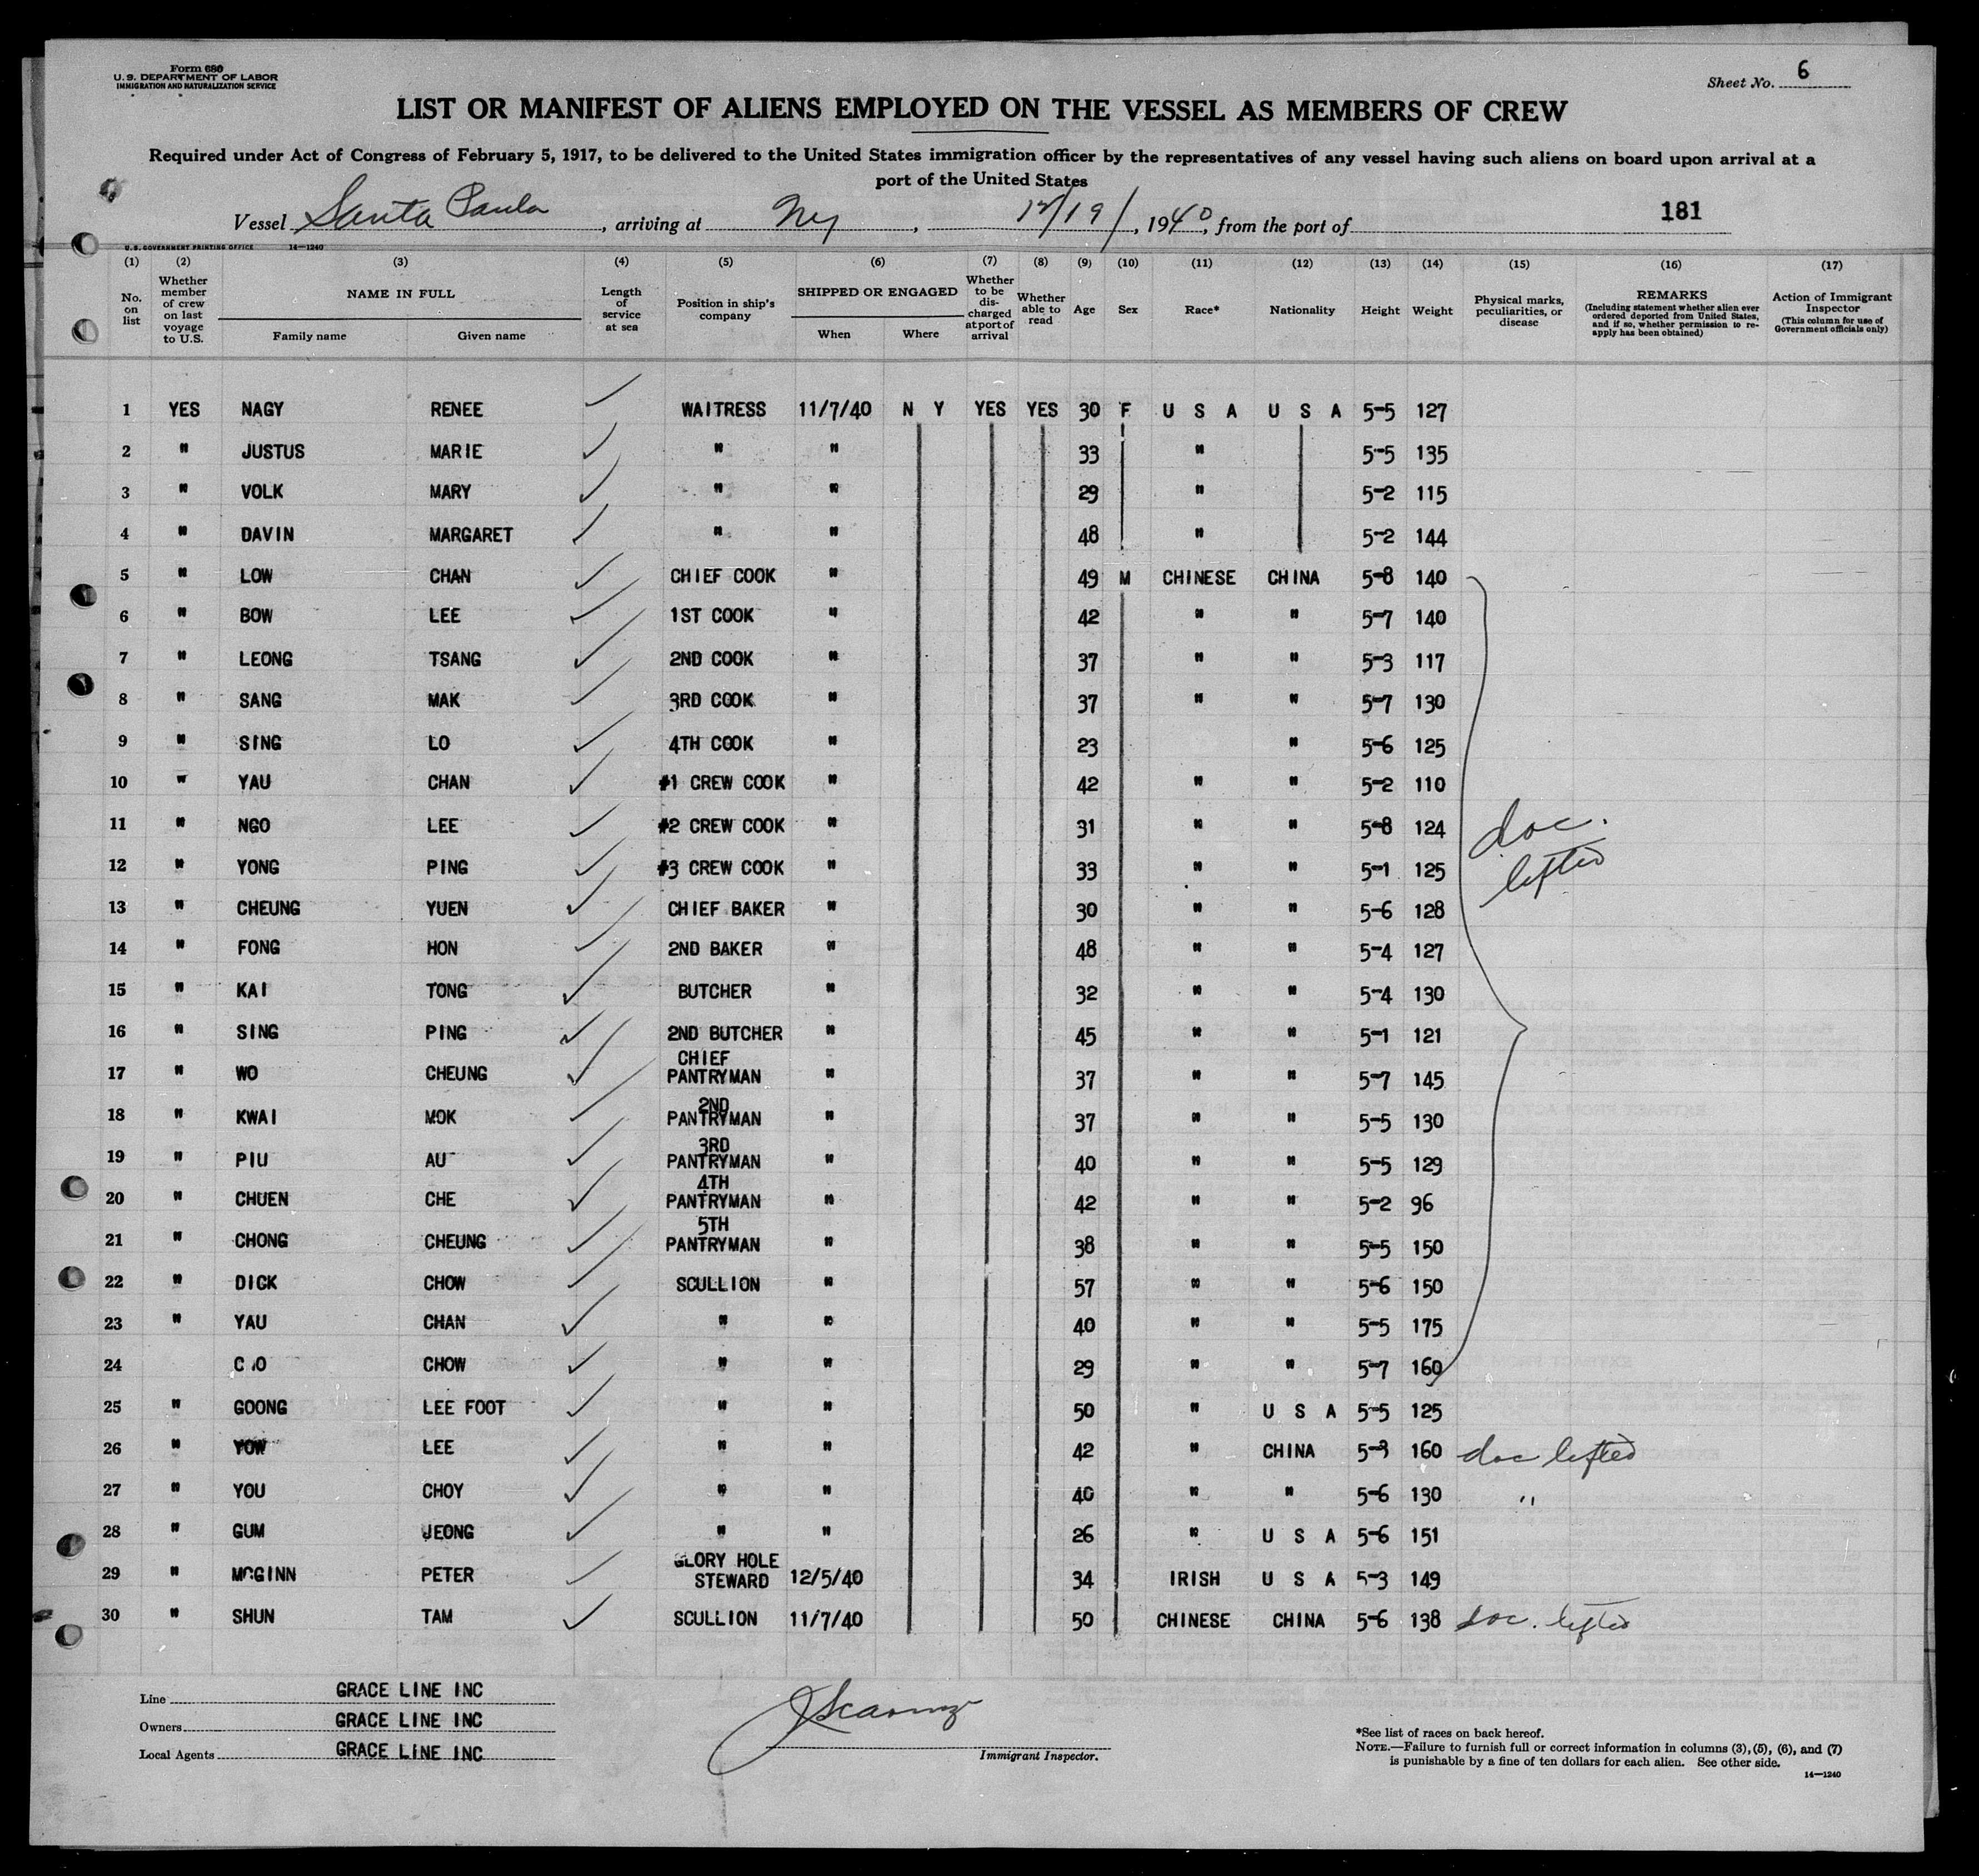 Form 680
U. S. DEPARTMENT OF LABOR
IMMIGRATION AND NATURALIZATION SERVICE
Sheet No. 6
LIST OR MANIFEST OF ALIENS EMPLOYED ON THE VESSEL AS MEMBERS OF CREW
Required under Act of Congress of February 5, 1917, to be delivered to the United States immigration officer by the representatives of any vessel having such aliens on board upon arrival at a
port of the United States
Vessel Santa Paula, arriving at Ny, 12/19/, 1940, from the port of
181
U.S. GOVERNMENT PRINTING OFFICE 14—1240
(1) (2) (3) (4) (5) (6) (7) (8) (9) (10) (11) (12) (13) (14) (15) (16) (17)
No. on list
Whether member of crew on last voyage to U.S.
NAME IN FULL
Family name
Given name
Length of service at sea
Position in ship's company
SHIPPED OR ENGAGED
When
Where
Whether to be discharged at port of arrival
Whether able to read
Age
Sex
Race*
Nationality
Height
Weight
Physical marks, peculiarities, or disease
REMARKS
(Including statement whether alien ever ordered deported from United States, and if so, whether permission to re-apply has been obtained)
Action of Immigrant Inspector
(This column for use of Government officials only)
1 YES NAGY RENEE WAITRESS 11/7/40 N Y YES YES 30 F U S A U S A 5-5 127
2 " JUSTUS MARIE " " 33 " 5-5 135
3 " VOLK MARY " " 29 " 5-2 115
4 " DAVIN MARGARET " " 48 " 5-2 144
5 " LOW CHAN CHIEF COOK " 49 M CHINESE CHINA 5-8 140
6 " BOW LEE 1ST COOK " 42 " " 5-7 140
7 " LEONG TSANG 2ND COOK " 37 " " 5-3 117
8 " SANG MAK 3RD COOK " 37 " " 5-7 130
9 " SING LO 4TH COOK " 23 " 5-6 125
10 " YAU CHAN #1 CREW COOK " 42 " " 5-2 110
11 " NGO LEE #2 CREW COOK " 31 " " 5-8 124
doc. lifted
12 " YONG PING #3 CREW COOK " 33 " " 5-1 125
13 " CHEUNG YUEN CHIEF BAKER " 30 " " 5-6 128
14 " FONG HON 2ND BAKER " 48 " " 5-4 127
15 " KAI TONG BUTCHER " 32 " " 5-4 130
16 " SING PING 2ND BUTCHER " 45 " " 5-1 121
17 " WO CHEUNG CHIEF PANTRYMAN " 37 " " 5-7 145
18 " KWAI MOK 2ND PANTRYMAN " 37 " " 5-5 130
19 " PIU AU 3RD PANTRYMAN " 40 " " 5-5 129
20 " CHUEN CHE 4TH PANTRYMAN " 42 " " 5-2 96
21 " CHONG CHEUNG 5TH PANTRYMAN " 38 " " 5-5 150
22 " DICK CHOW SCULLION " 57 " " 5-6 150
23 " YAU CHAN " " 40 " " 5-5 175
24 CHOW " " 29 " " 5-7 160
25 " GOONG LEE FOOT " " 50 " U S A 5-5 125
26 " YOW LEE " " 42 " CHINA 5-3 160 doc lifted
27 " YOU CHOY " " 40 " " 5-6 130 "
28 " GUM JEONG " " 26 " U S A 5-6 151
29 " MCGINN PETER GLORY HOLE STEWARD 12/5/40 34 IRISH U S A 5-3 149
30 " SHUN TAM SCULLION 11/7/40 50 CHINESE CHINA 5-6 138 doc. lifted
Line GRACE LINE INC
Owners GRACE LINE INC
Local Agents GRACE LINE INC
Immigrant Inspector.
*See list of races on back hereof.
NOTE.—Failure to furnish full or correct information in columns (3), (5), (6), and (7)
is punishable by a fine of ten dollars for each alien. See other side.
14—1240